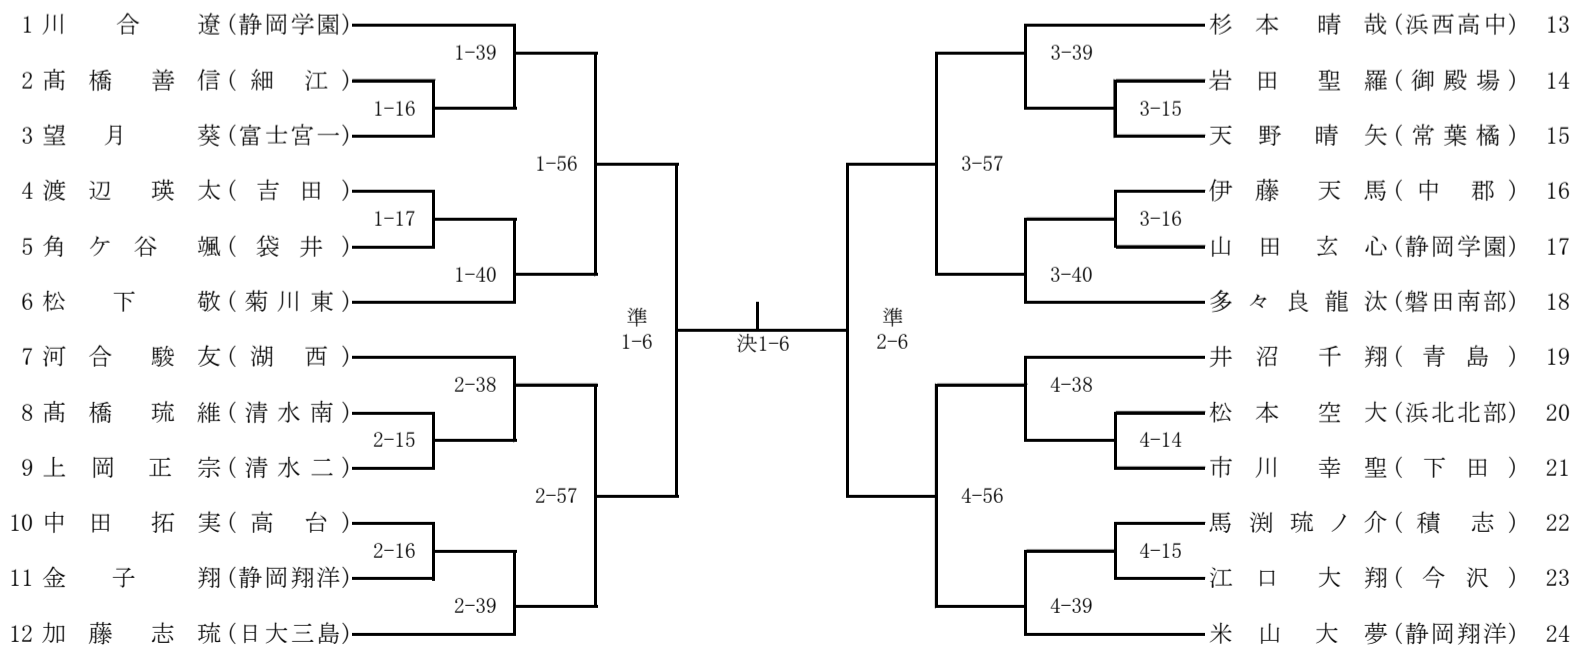 1 川合 遼(静岡学園)
1-39
2 髙橋 善信(細江)
1-16
3 望月 葵(富士宮一)
1-56
4 渡辺 瑛太(吉田)
1-17
5 角ケ谷 颯(袋井)
1-40
6 松下 敬(菊川東)
準
1-6
7 河合 駿友(湖西)
2-38
8 髙橋 琉維(清水南)
2-15
9 上岡 正宗(清水二)
2-57
10 中田 拓実(高台)
2-16
11 金子 翔(静岡翔洋)
2-39
12 加藤 志琉(日大三島)
決1-6
杉本 晴哉(浜西高中) 13
3-39
岩田 聖羅(御殿場) 14
3-15
天野 晴矢(常葉橘) 15
3-57
伊藤 天馬(中郡) 16
3-16
山田 玄心(静岡学園) 17
3-40
多々良 龍汰(磐田南部) 18
準
2-6
井沼 千翔(青島) 19
4-38
松本 空大(浜北北部) 20
4-14
市川 幸聖(下田) 21
4-56
馬渕 琉ノ介(積志) 22
4-15
江口 大翔(今沢) 23
4-39
米山 大夢(静岡翔洋) 24